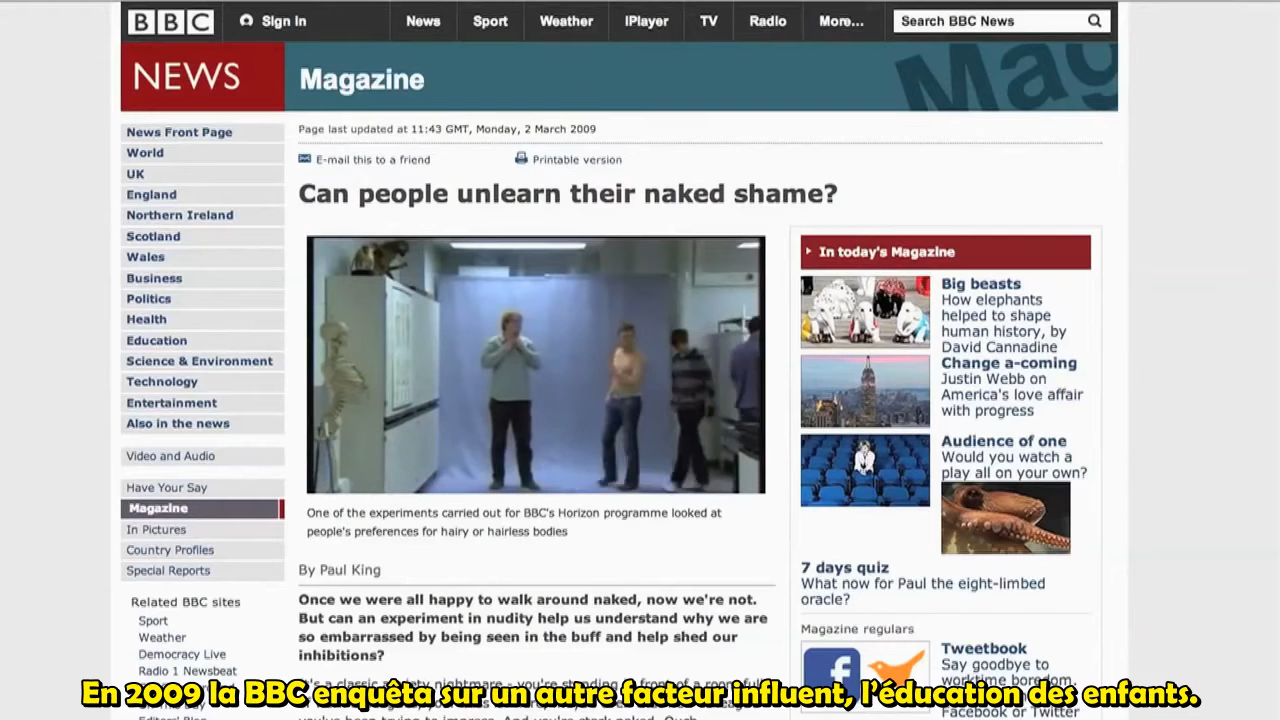 BBC Sign in News Sport Weather iPlayer TV Radio More... Search BBC News
NEWS Magazine
News Front Page
World
UK
England
Northern Ireland
Scotland
Wales
Business
Politics
Health
Education
Science & Environment
Technology
Entertainment
Also in the news
Video and Audio
Have Your Say
Magazine
In Pictures
Country Profiles
Special Reports
Related BBC sites
Sport
Weather
Democracy Live
Radio 1 Newsbeat
Page last updated at 11:43 GMT, Monday, 2 March 2009
E-mail this to a friend Printable version
Can people unlearn their naked shame?
One of the experiments carried out for BBC's Horizon programme looked at
people's preferences for hairy or hairless bodies
By Paul King
Once we were all happy to walk around naked, now we're not.
But can an experiment in nudity help us understand why we are
so embarrassed by being seen in the buff and help shed our
inhibitions?
In today's Magazine
Big beasts
How elephants
helped to shape
human history, by
David Cannadine
Change a-coming
Justin Webb on
America's love affair
with progress
Audience of one
Would you watch a
play all on your own?
7 days quiz
What now for Paul the eight-limbed
oracle?
Magazine regulars
Tweetbook
Say goodbye to
worktime boredom,
Facebook or Twitter
En 2009 la BBC enquêta sur un autre facteur influent, l'éducation des enfants.